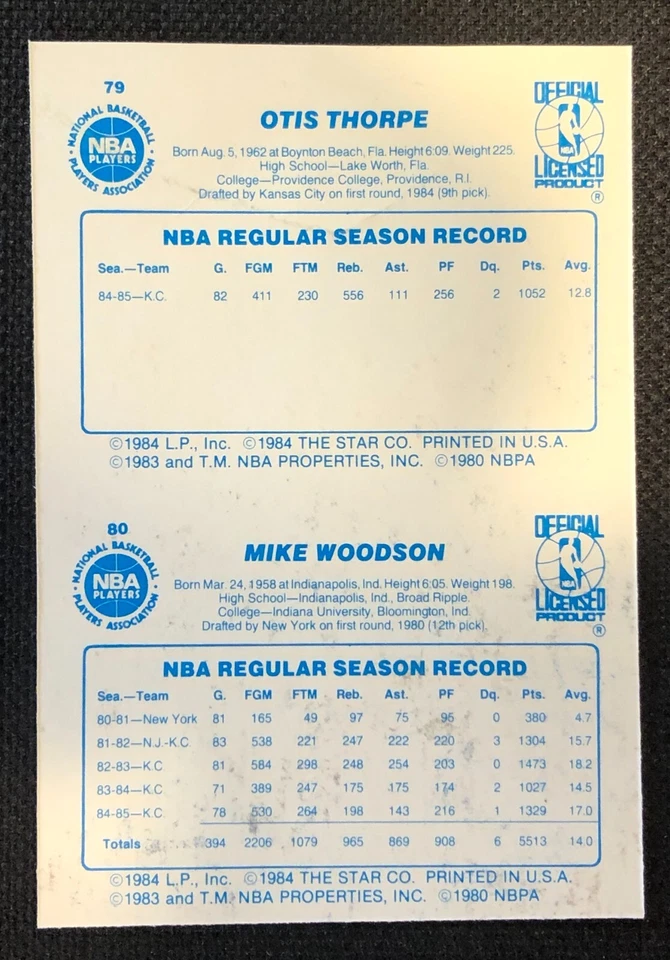 79
NATIONAL BASKETBALL
NBA
PLAYERS
PLAYERS ASSOCIATION
OTIS THORPE
OFFICIAL
NBA
LICENSED
PRODUCT
®
Born Aug. 5, 1962 at Boynton Beach, Fla. Height 6:09. Weight 225.
High School—Lake Worth, Fla.
College—Providence College, Providence, R.I.
Drafted by Kansas City on first round, 1984 (9th pick).
NBA REGULAR SEASON RECORD
Sea.—Team G. FGM FTM Reb. Ast. PF Dq. Pts. Avg.
84-85—K.C. 82 411 230 556 111 256 2 1052 12.8
©1984 L.P., Inc. ©1984 THE STAR CO. PRINTED IN U.S.A.
©1983 and T.M. NBA PROPERTIES, INC. ©1980 NBPA
80
NATIONAL BASKETBALL
NBA
PLAYERS
PLAYERS ASSOCIATION
MIKE WOODSON
OFFICIAL
NBA
LICENSED
PRODUCT
®
Born Mar. 24, 1958 at Indianapolis, Ind. Height 6:05. Weight 198.
High School—Indianapolis, Ind., Broad Ripple.
College—Indiana University, Bloomington, Ind.
Drafted by New York on first round, 1980 (12th pick).
NBA REGULAR SEASON RECORD
Sea.—Team G. FGM FTM Reb. Ast. PF Dq. Pts. Avg.
80-81—New York 81 165 49 97 75 95 0 380 4.7
81-82—N.J.-K.C. 83 538 221 247 222 220 3 1304 15.7
82-83—K.C. 81 584 298 248 254 203 0 1473 18.2
83-84—K.C. 71 389 247 175 175 174 2 1027 14.5
84-85—K.C. 78 530 264 198 143 216 1 1329 17.0
Totals 394 2206 1079 965 869 908 6 5513 14.0
©1984 L.P., Inc. ©1984 THE STAR CO. PRINTED IN U.S.A.
©1983 and T.M. NBA PROPERTIES, INC. ©1980 NBPA